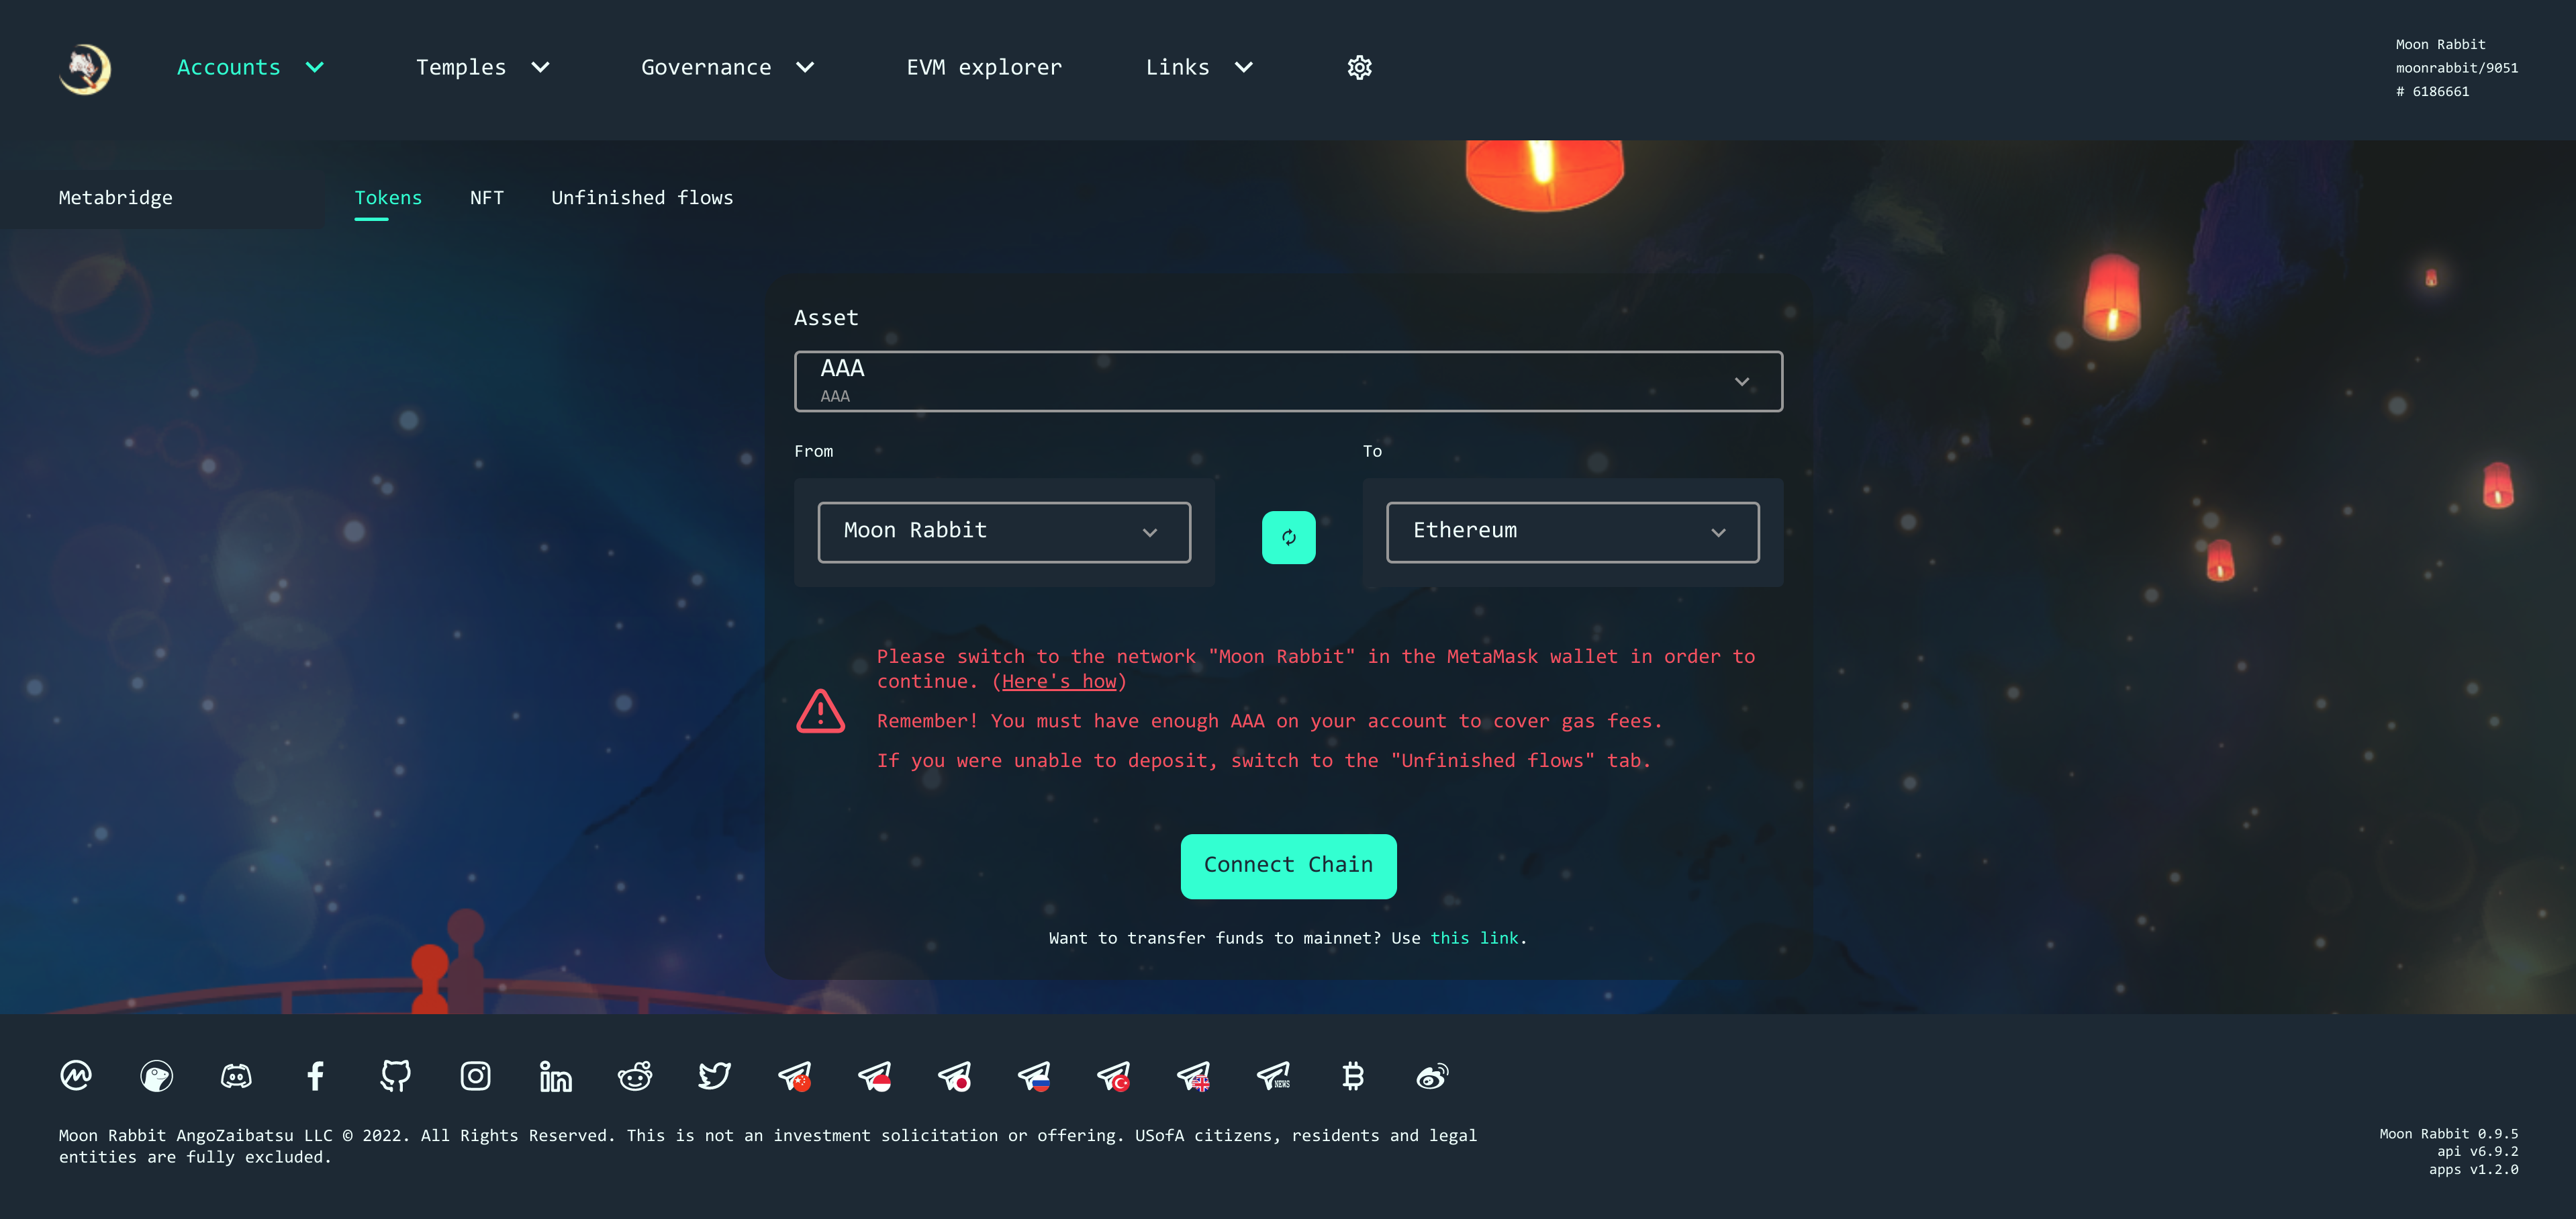 Accounts
Temples
Governance
EVM explorer
Links
Moon Rabbit
moonrabbit/9051
# 6186661
Metabridge
Tokens
NFT
Unfinished flows
Asset
AAA
AAA
From
To
Moon Rabbit
Ethereum
Please switch to the network "Moon Rabbit" in the MetaMask wallet in order to
continue. (Here's how)
Remember! You must have enough AAA on your account to cover gas fees.
If you were unable to deposit, switch to the "Unfinished flows" tab.
Connect Chain
Want to transfer funds to mainnet? Use this link.
NEWS
Moon Rabbit AngoZaibatsu LLC © 2022. All Rights Reserved. This is not an investment solicitation or offering. USofA citizens, residents and legal
entities are fully excluded.
Moon Rabbit 0.9.5
api v6.9.2
apps v1.2.0